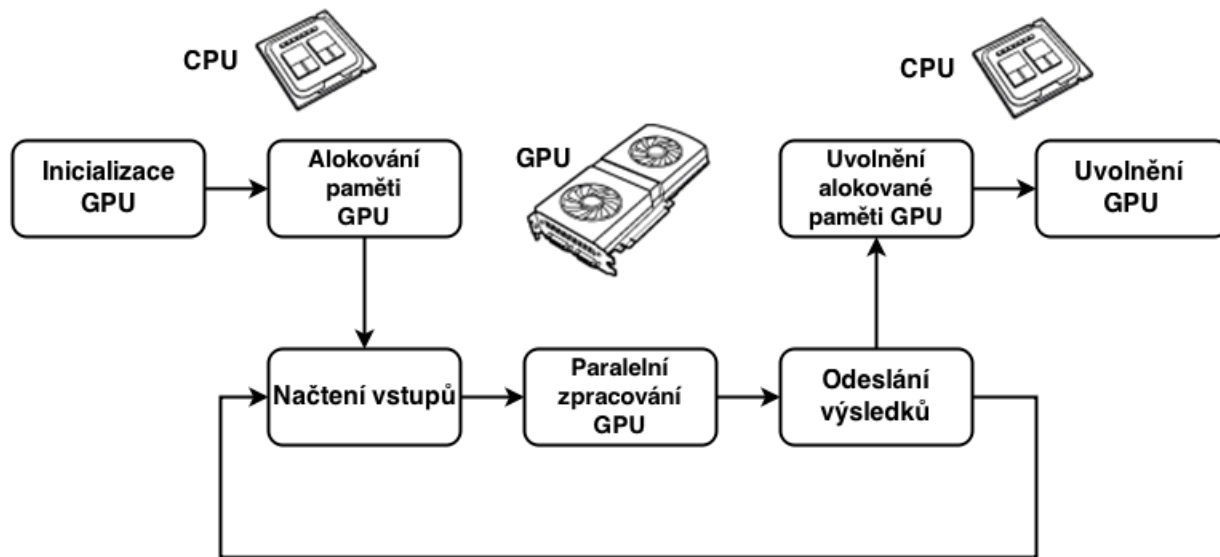 CPU
CPU
Inicializace
GPU
Alokování
paměti
GPU
GPU
Uvolnění
alokované
paměti GPU
Uvolnění
GPU
Načtení vstupů
Paralelní
zpracování
GPU
Odeslání
výsledků